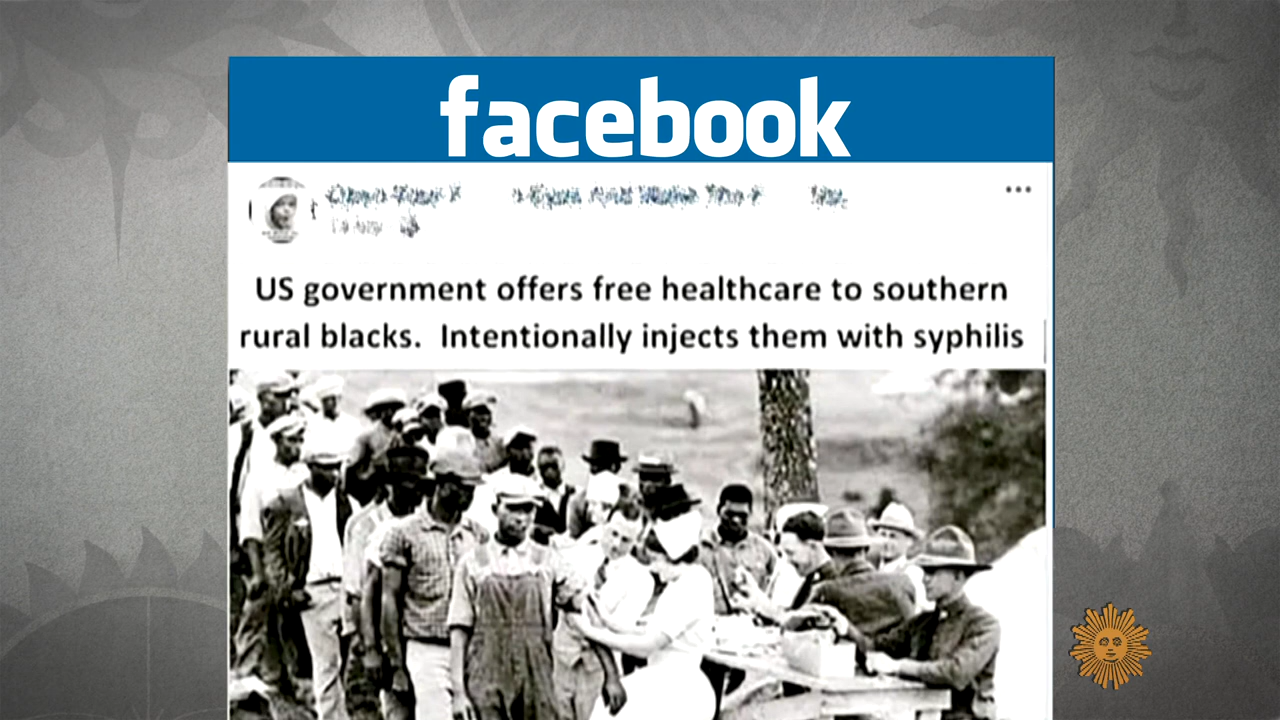 facebook
US government offers free healthcare to southern
rural blacks. Intentionally injects them with syphilis